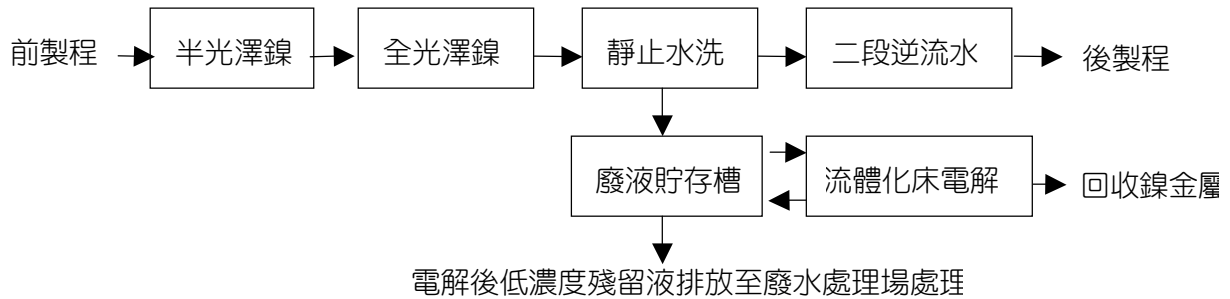 前製程
半光澤鎳
全光澤鎳
靜止水洗
二段逆流水
後製程
廢液貯存槽
流體化床電解
回收鎳金屬
電解後低濃度殘留液排放至廢水處理場處理